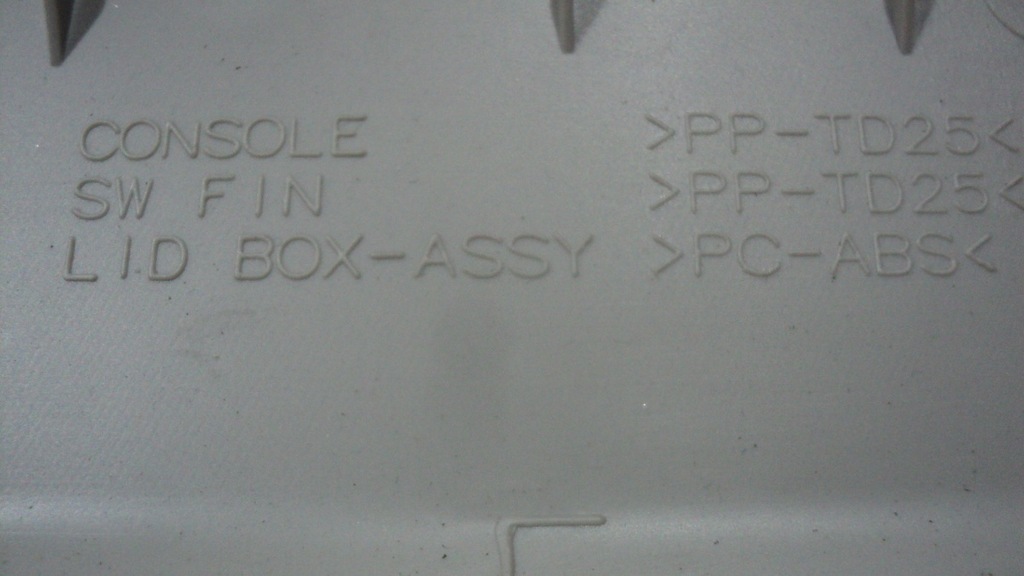 CONSOLE >PP-TD25<
SW FIN >PP-TD25<
LID BOX-ASSY >PC-ABS<